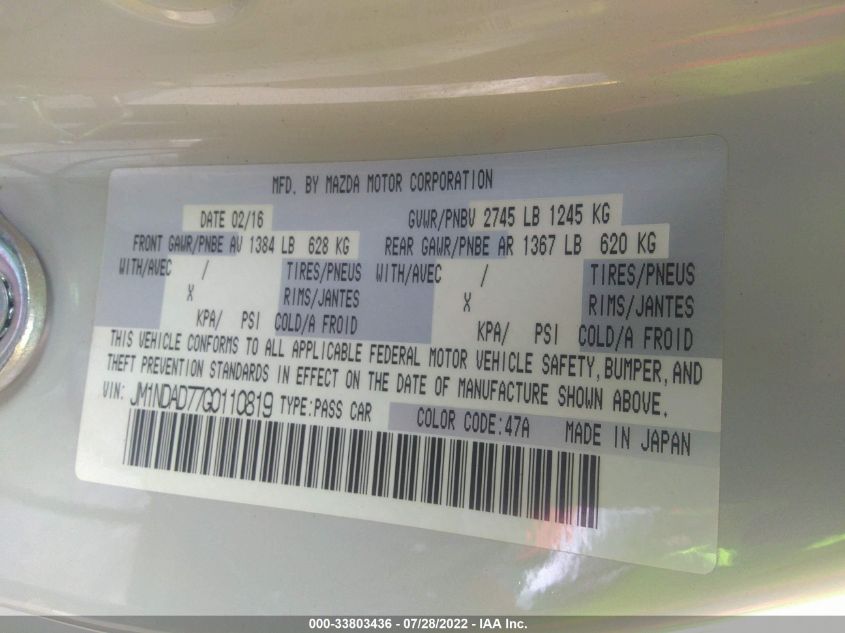 MFD. BY MAZDA MOTOR CORPORATION
DATE 02/16 GVWR/PNBV 2745 LB 1245 KG
FRONT GAWR/PNBE AV 1384 LB 628 KG REAR GAWR/PNBE AR 1367 LB 620 KG
WITH/AVEC / TIRES/PNEUS WITH/AVEC / TIRES/PNEUS
X RIMS/JANTES X RIMS/JANTES
KPA/ PSI COLD/A FROID KPA/ PSI COLD/A FROID
THIS VEHICLE CONFORMS TO ALL APPLICABLE FEDERAL MOTOR VEHICLE SAFETY, BUMPER, AND
THEFT PREVENTION STANDARDS IN EFFECT ON THE DATE OF MANUFACTURE SHOWN ABOVE.
VIN: JM1NDAD77G0110819 TYPE:PASS CAR COLOR CODE:47A MADE IN JAPAN
000-33803436 - 07/28/2022 - IAA Inc.